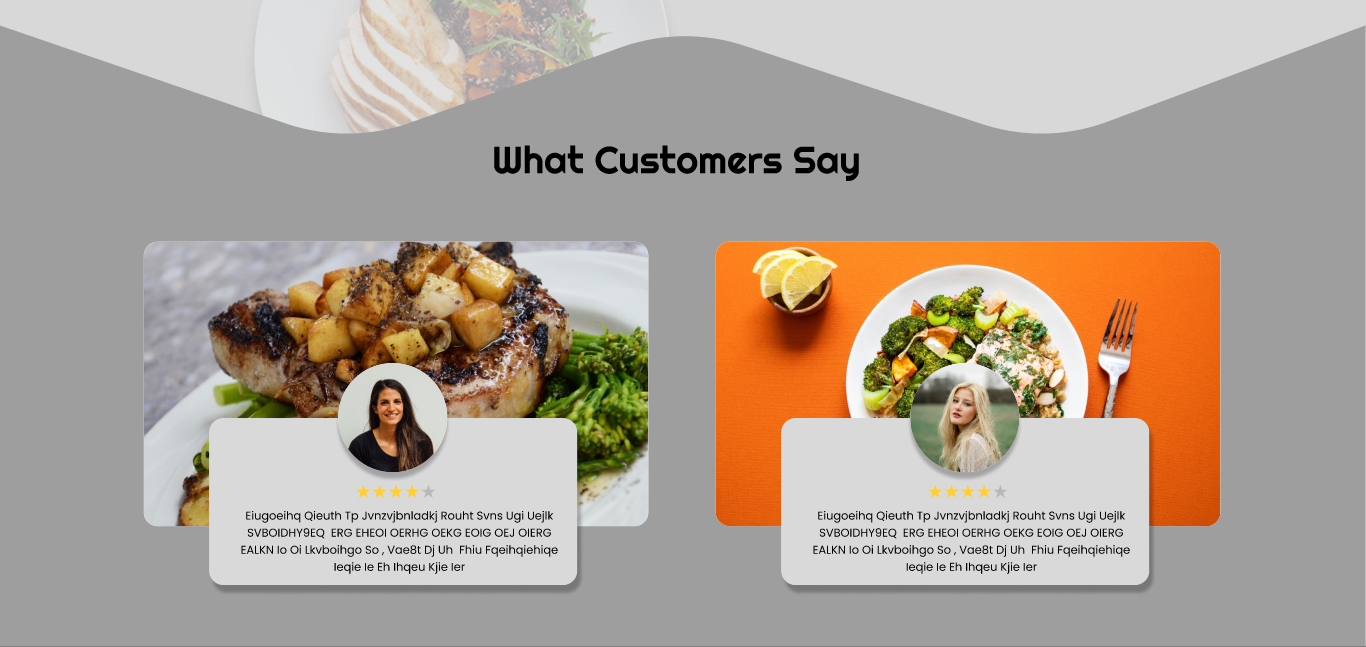 What Customers Say
Eiugoeihq Qieuth Tp Jvnzvjbnladkj Rouht Svns Ugi Uejlk
SVBOIDHY9EQ  ERG EHEOI OERHG OEKG EOIG OEJ OIERG
EALKN Io Oi Lkvboihgo So , Vae8t Dj Uh  Fhiu Fqeihqiehiqe
Ieqie Ie Eh Ihqeu Kjie Ier
Eiugoeihq Qieuth Tp Jvnzvjbnladkj Rouht Svns Ugi Uejlk
SVBOIDHY9EQ  ERG EHEOI OERHG OEKG EOIG OEJ OIERG
EALKN Io Oi Lkvboihgo So , Vae8t Dj Uh  Fhiu Fqeihqiehiqe
Ieqie Ie Eh Ihqeu Kjie Ier